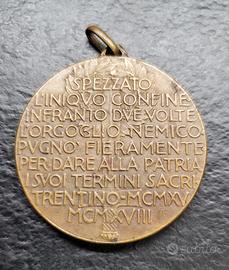 SPEZZATO
L'INIQVO CONFINE
INFRANTO DVE VOLTE
L'ORGOGLIO NEMICO
PVGNÒ FIERAMENTE
PER DARE ALLA PATRIA
I SVOI TERMINI SACRI
TRENTINO·MCMXV
MCMXVIII
subito